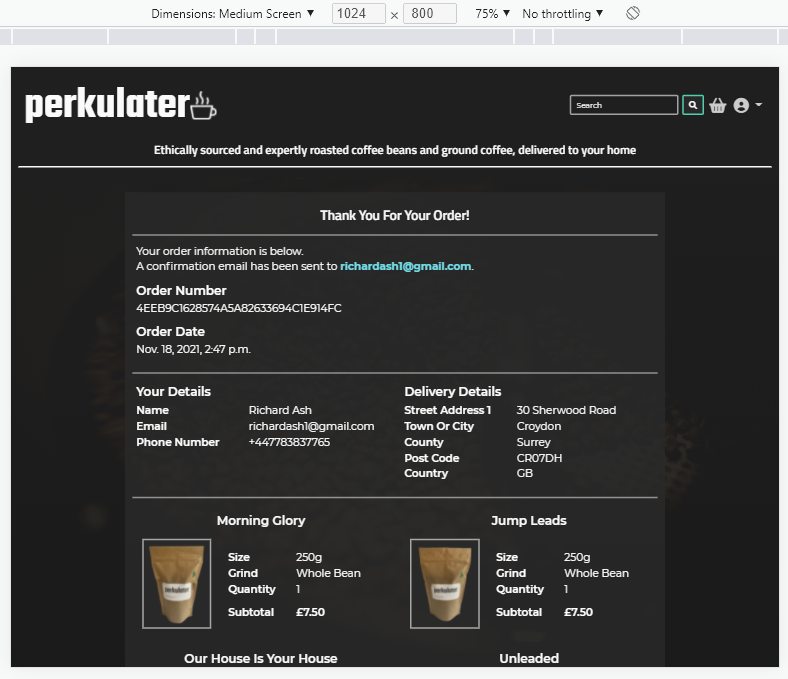 Dimensions: Medium Screen ▼ 1024 x 800 75% ▼ No throttling ▼
perkulater
Search
Ethically sourced and expertly roasted coffee beans and ground coffee, delivered to your home
Thank You For Your Order!
Your order information is below.
A confirmation email has been sent to richardash1@gmail.com.
Order Number
4EEB9C1628574A5A82633694C1E914FC
Order Date
Nov. 18, 2021, 2:47 p.m.
Your Details
Name Richard Ash
Email richardash1@gmail.com
Phone Number +447783837765
Delivery Details
Street Address 1 30 Sherwood Road
Town Or City Croydon
County Surrey
Post Code CR07DH
Country GB
Morning Glory
perkulater
Size 250g
Grind Whole Bean
Quantity 1
Subtotal £7.50
Jump Leads
perkulater
Size 250g
Grind Whole Bean
Quantity 1
Subtotal £7.50
Our House Is Your House
Unleaded